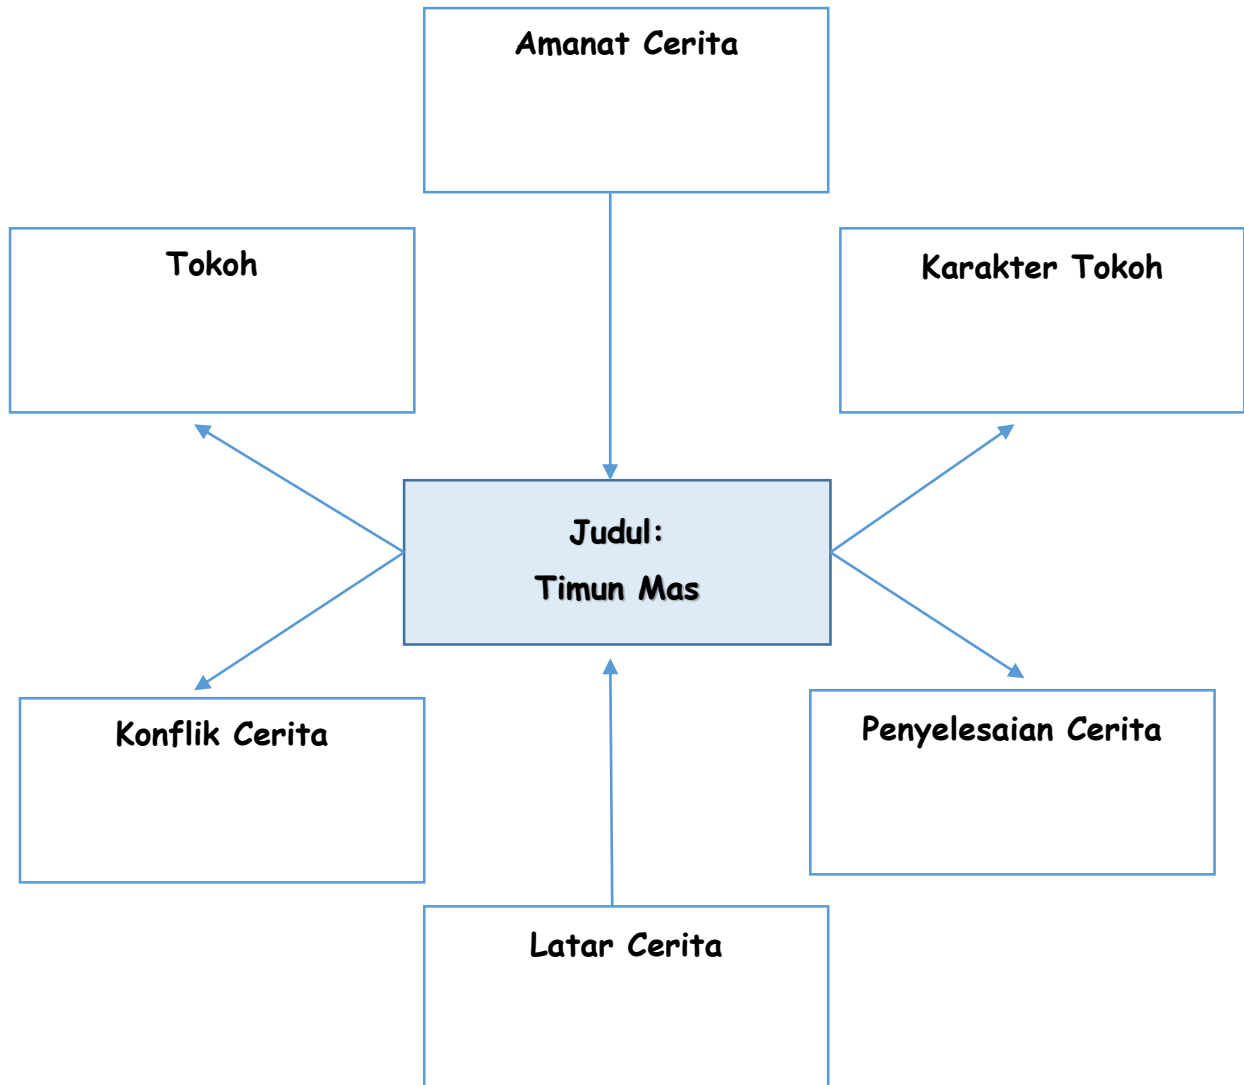 Amanat Cerita
Tokoh
Karakter Tokoh
Judul:
Timun Mas
Konflik Cerita
Penyelesaian Cerita
Latar Cerita